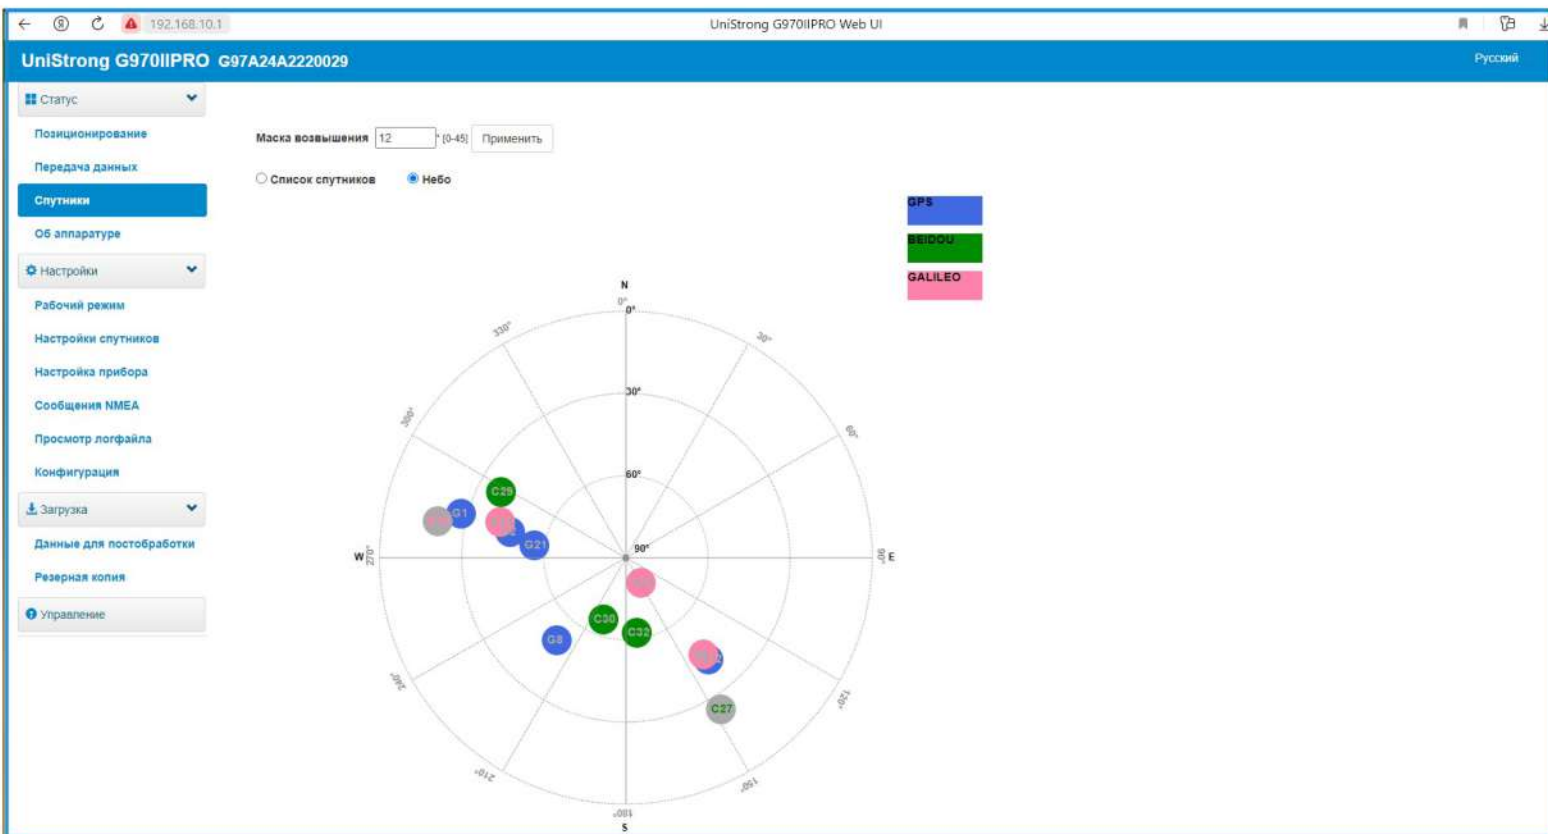 192.168.10.1
UniStrong G970IIPRO Web UI
UniStrong G970IIPRO G97A24A2220029
Русский
Статус
Позиционирование
Передача данных
Спутники
Об аппаратуре
Настройки
Рабочий режим
Настройки спутников
Настройка прибора
Сообщения NMEA
Просмотр логфайла
Конфигурация
Загрузка
Данные для постобработки
Резерная копия
Управление
Маска возвышения 12 ° [0-45] Применить
Список спутников Небо
GPS
BEIDOU
GALILEO
N
0°
0°
330° 30°
30°
300° 60°
60°
C29
G1
G21
90°
W 270° 90° E
C30
C32
G8
C27
240° 120°
210° 150°
180°
S